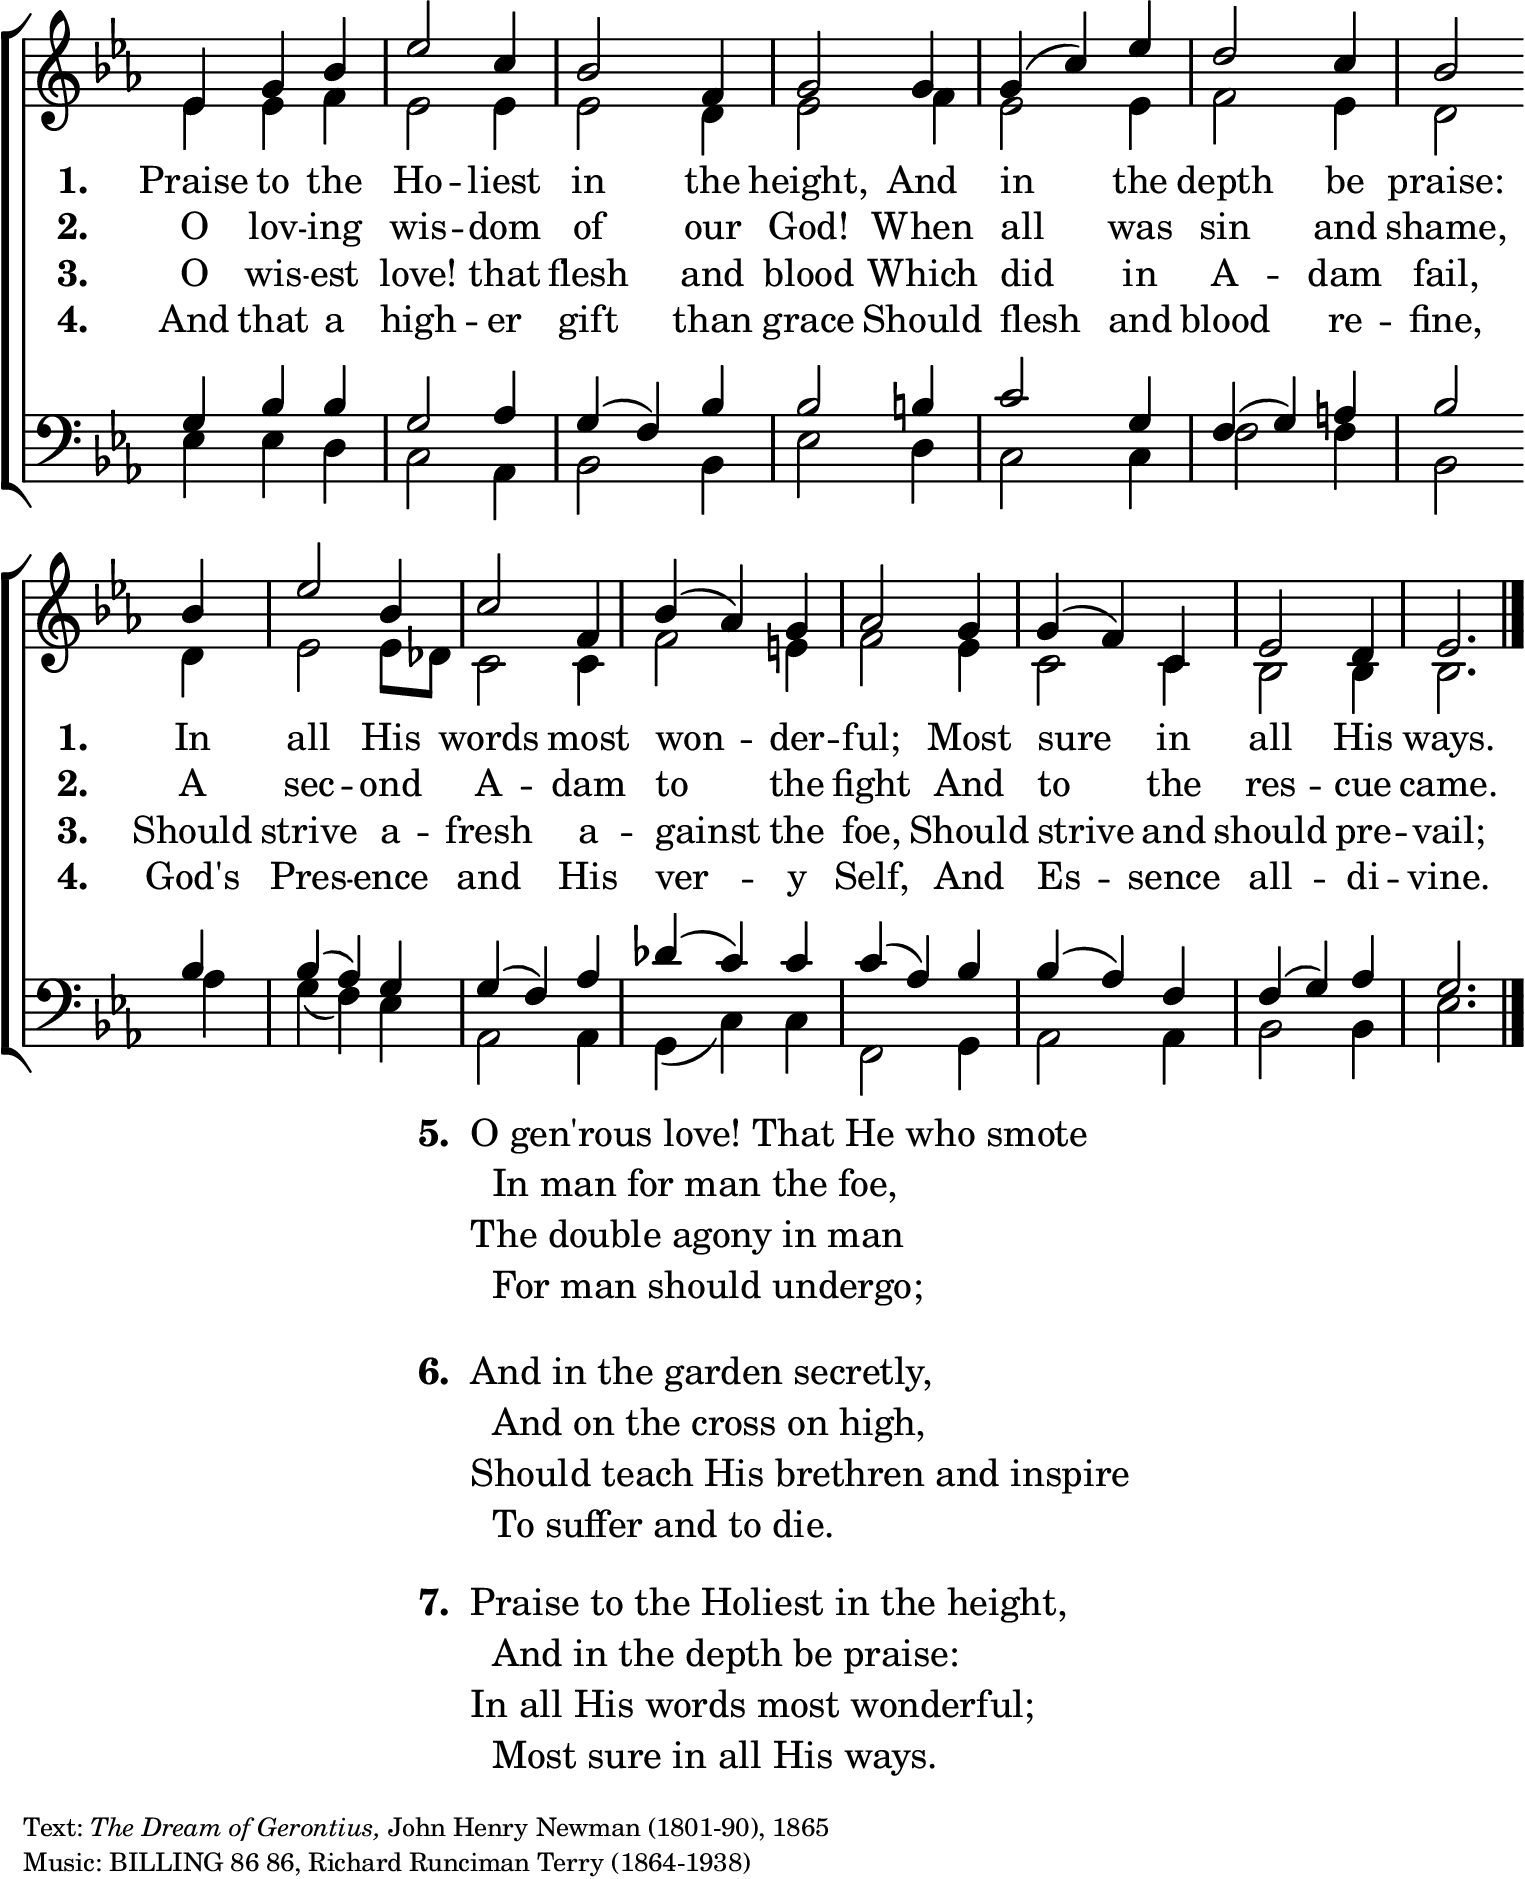 1. Praise to the Ho -- liest in the height, And in the depth be praise:
2. O lov -- ing wis -- dom of our God! When all was sin and shame,
3. O wis -- est love! that flesh and blood Which did in A -- dam fail,
4. And that a high -- er gift than grace Should flesh and blood re -- fine,
1. In all His words most won -- der -- ful; Most sure in all His ways.
2. A sec -- ond A -- dam to the fight And to the res -- cue came.
3. Should strive a -- fresh a -- gainst the foe, Should strive and should pre -- vail;
4. God's Pres -- ence and His ver -- y Self, And Es -- sence all -- di -- vine.
5. O gen'rous love! That He who smote
In man for man the foe,
The double agony in man
For man should undergo;
6. And in the garden secretly,
And on the cross on high,
Should teach His brethren and inspire
To suffer and to die.
7. Praise to the Holiest in the height,
And in the depth be praise:
In all His words most wonderful;
Most sure in all His ways.
Text: The Dream of Gerontius, John Henry Newman (1801-90), 1865
Music: BILLING 86 86, Richard Runciman Terry (1864-1938)